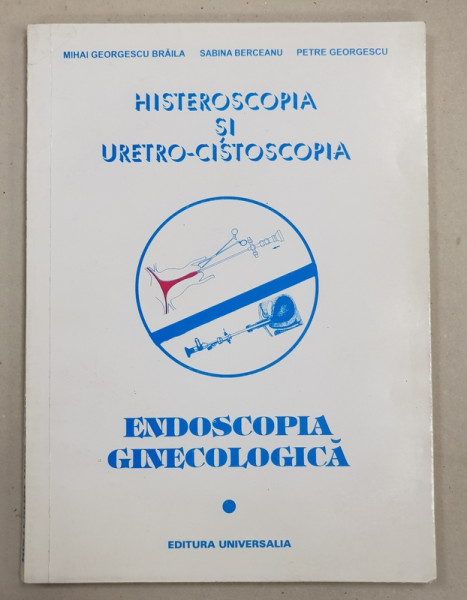 MIHAI GEORGESCU BRĂILA SABINA BERCEANU PETRE GEORGESCU
HISTEROSCOPIA
ȘI
URETRO-CISTOSCOPIA
ENDOSCOPIA
GINECOLOGICĂ
EDITURA UNIVERSALIA